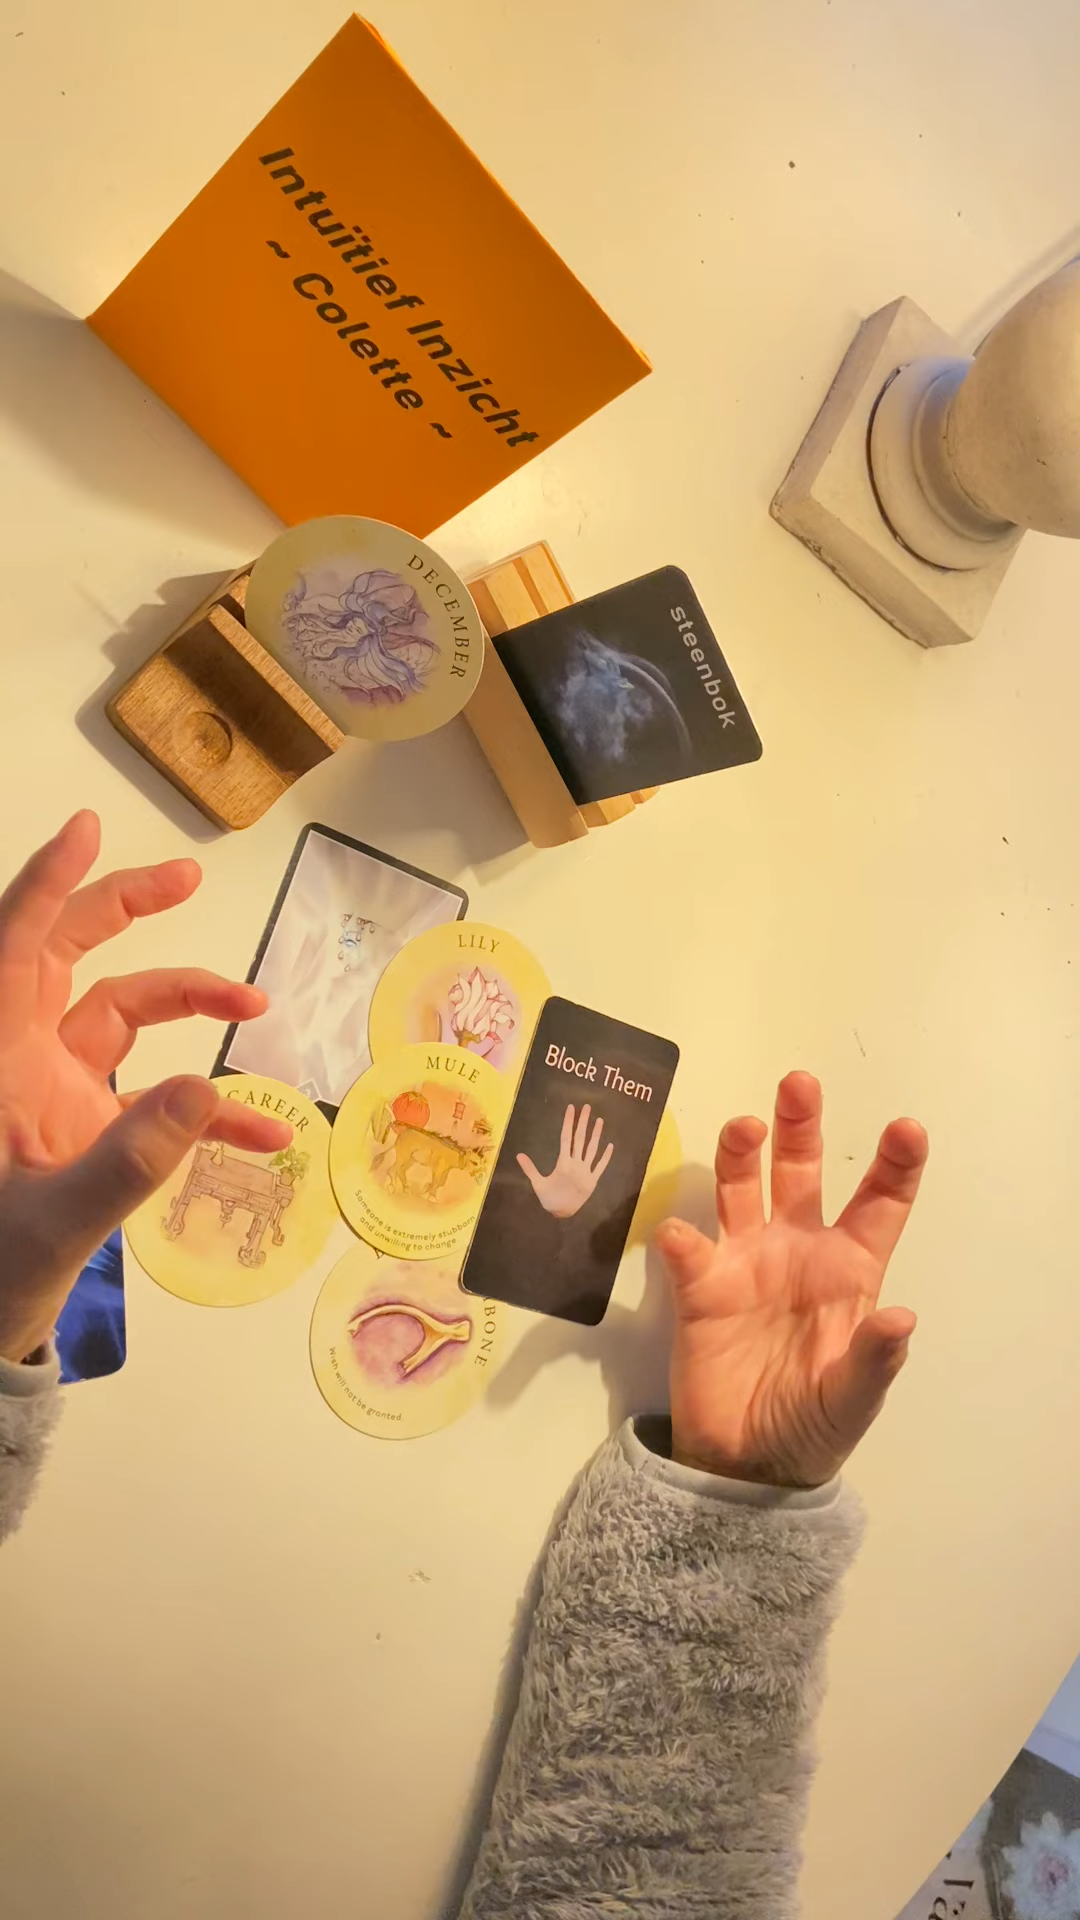 Intuïtief Inzicht
~ Colette ~
DECEMBER
steenbok
LILY
MULE
Someone is extremely stubborn
and unwilling to change
Block Them
CAREER
Wish will not be granted.